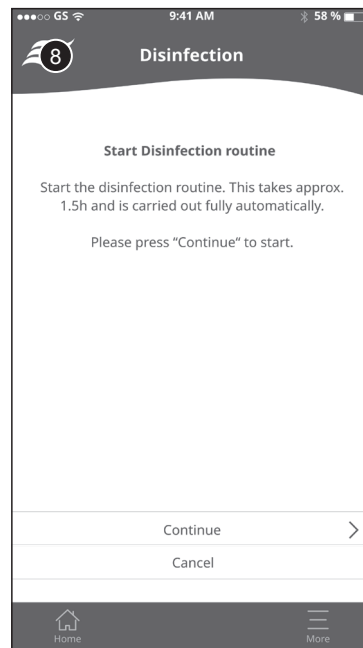 GS 9:41 AM 58 %
8 Disinfection
Start Disinfection routine
Start the disinfection routine. This takes approx.
1.5h and is carried out fully automatically.
Please press “Continue“ to start.
Continue
Cancel
Home More